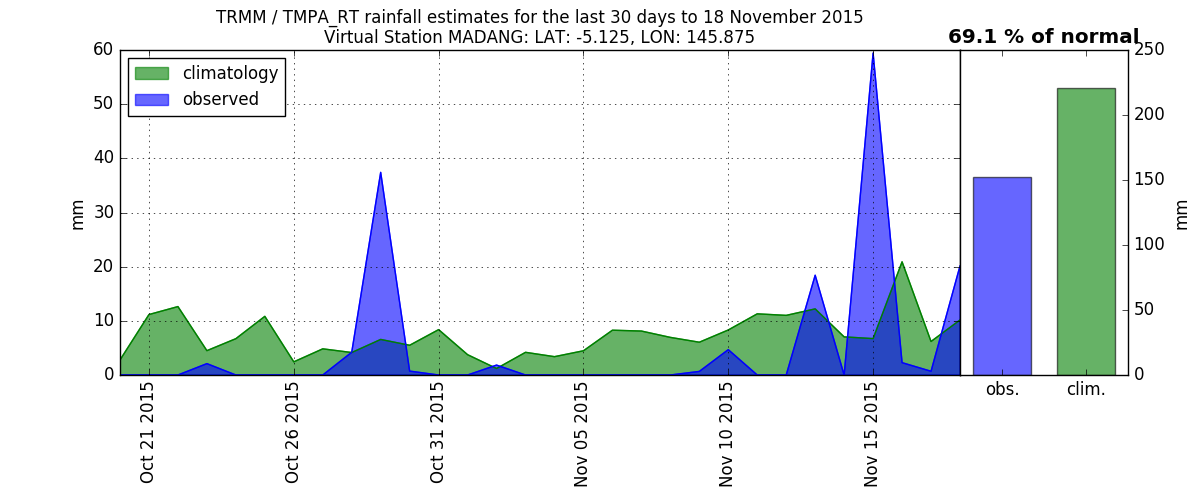 TRMM / TMPA_RT rainfall estimates for the last 30 days to 18 November 2015
Virtual Station MADANG: LAT: -5.125, LON: 145.875
69.1 % of normal
climatology
observed
60
50
40
30
20
10
0
mm
Oct 21 2015
Oct 26 2015
Oct 31 2015
Nov 05 2015
Nov 10 2015
Nov 15 2015
250
200
150
100
50
0
mm
obs.
clim.